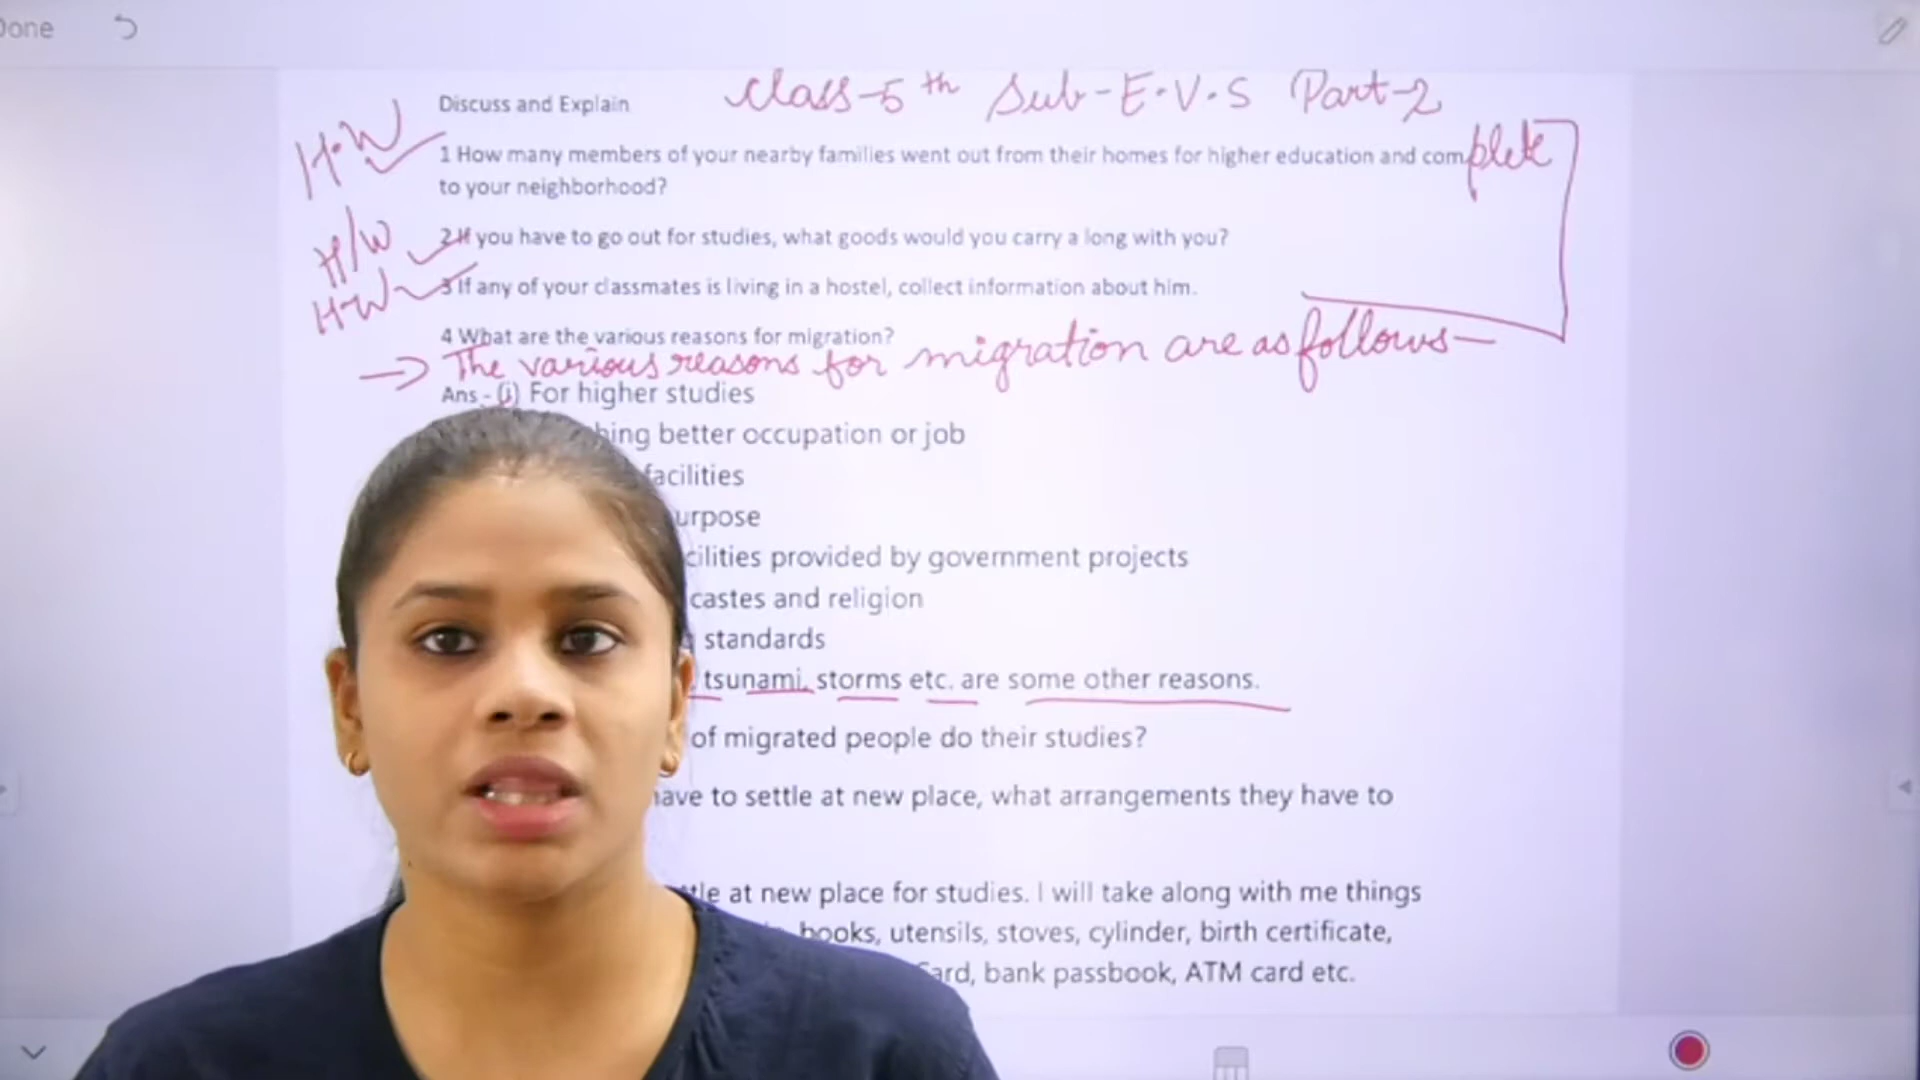 Done
Class-5th Sub-E.V.S Part-2
Discuss and Explain
H.W
1 How many members of your nearby families went out from their homes for higher education and complete
to your neighborhood?
H/W
2 If you have to go out for studies, what goods would you carry a long with you?
H.W
3 If any of your classmates is living in a hostel, collect information about him.
4 What are the various reasons for migration?
→ The various reasons for migration are as follows-
Ans - (i) For higher studies
better occupation or job
facilities
provided by government projects
castes and religion
standards
tsunami, storms etc. are some other reasons.
of migrated people do their studies?
have to settle at new place, what arrangements they have to
at new place for studies. I will take along with me things
books, utensils, stoves, cylinder, birth certificate,
bank passbook, ATM card etc.